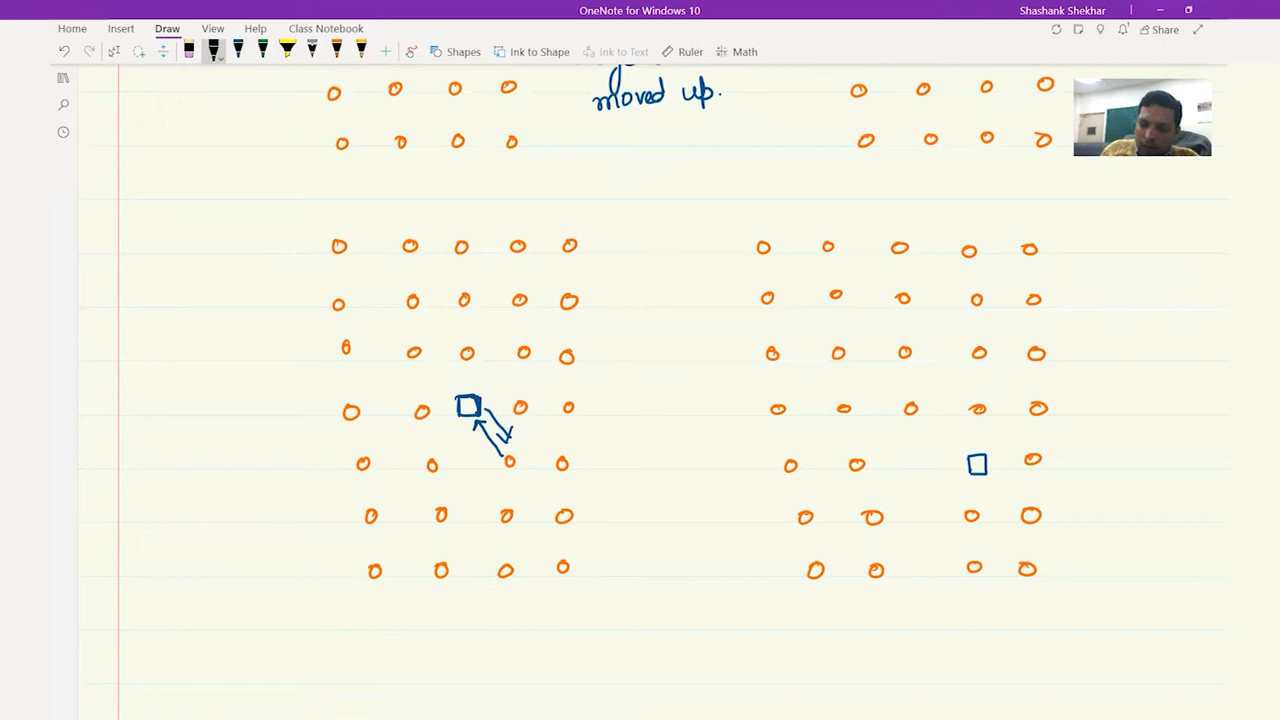 OneNote for Windows 10
Shashank Shekhar
Home Insert Draw View Help Class Notebook
Share
Shapes Ink to Shape Ink to Text Ruler Math
moved up.